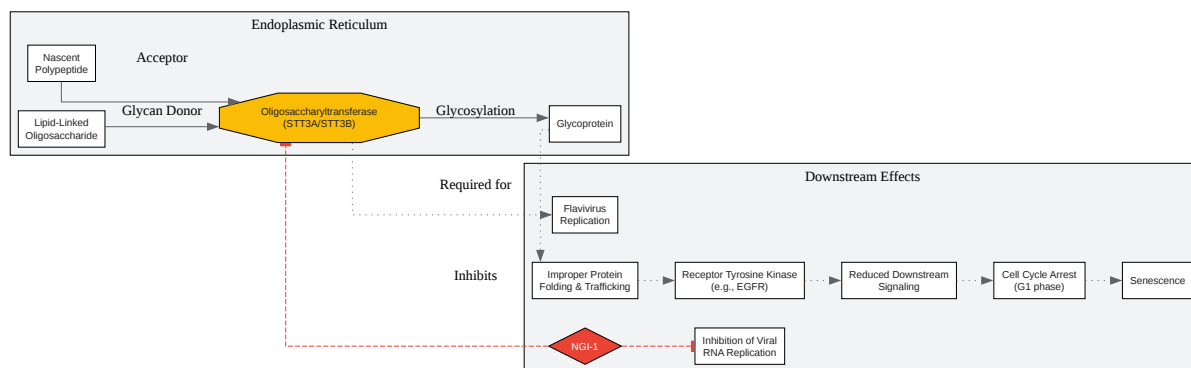 Endoplasmic Reticulum
Nascent
Polypeptide
Acceptor
Lipid-Linked
Oligosaccharide
Glycan Donor
Oligosaccharyltransferase
(STT3A/STT3B)
Glycosylation
Glycoprotein
Required for
Downstream Effects
Flavivirus
Replication
Inhibits
Improper Protein
Folding & Trafficking
Receptor Tyrosine Kinase
(e.g., EGFR)
Reduced Downstream
Signaling
Cell Cycle Arrest
(G1 phase)
Senescence
NGI-1
Inhibition of Viral
RNA Replication